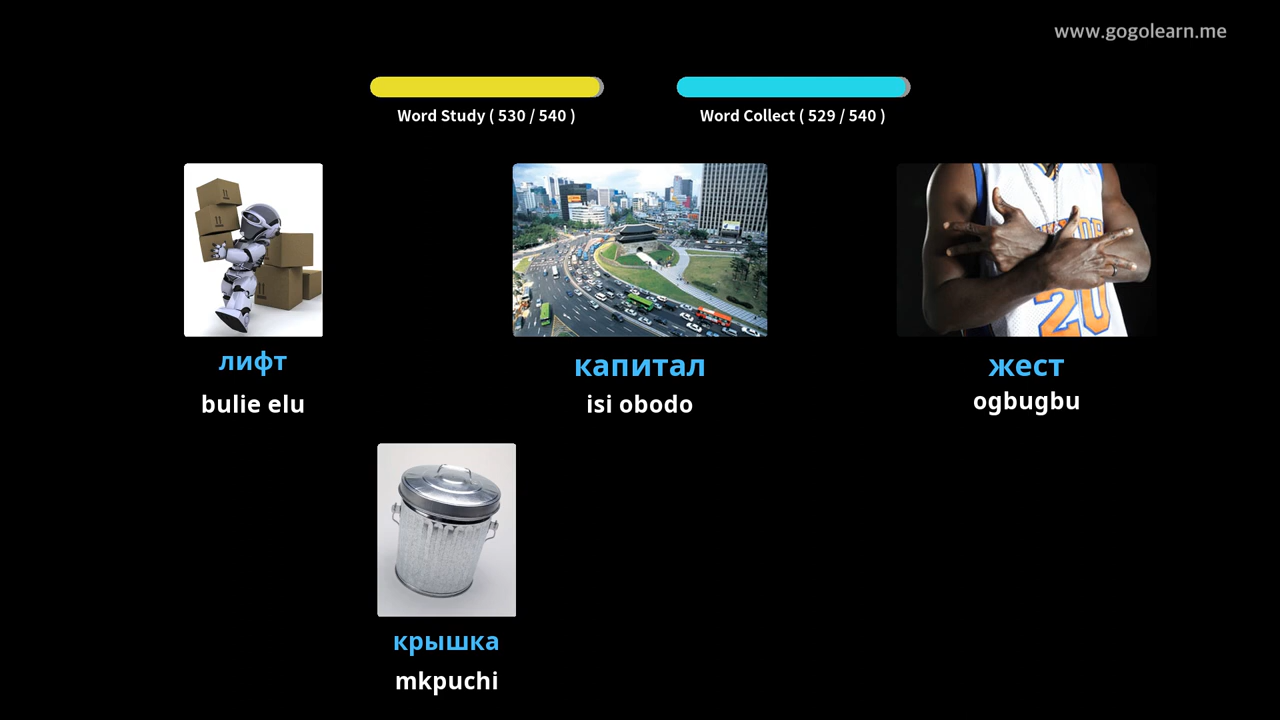 www.gogolearn.me
Word Study ( 530 / 540 )
Word Collect ( 529 / 540 )
лифт
bulie elu
капитал
isi obodo
жест
ogbugbu
крышка
mkpuchi
20